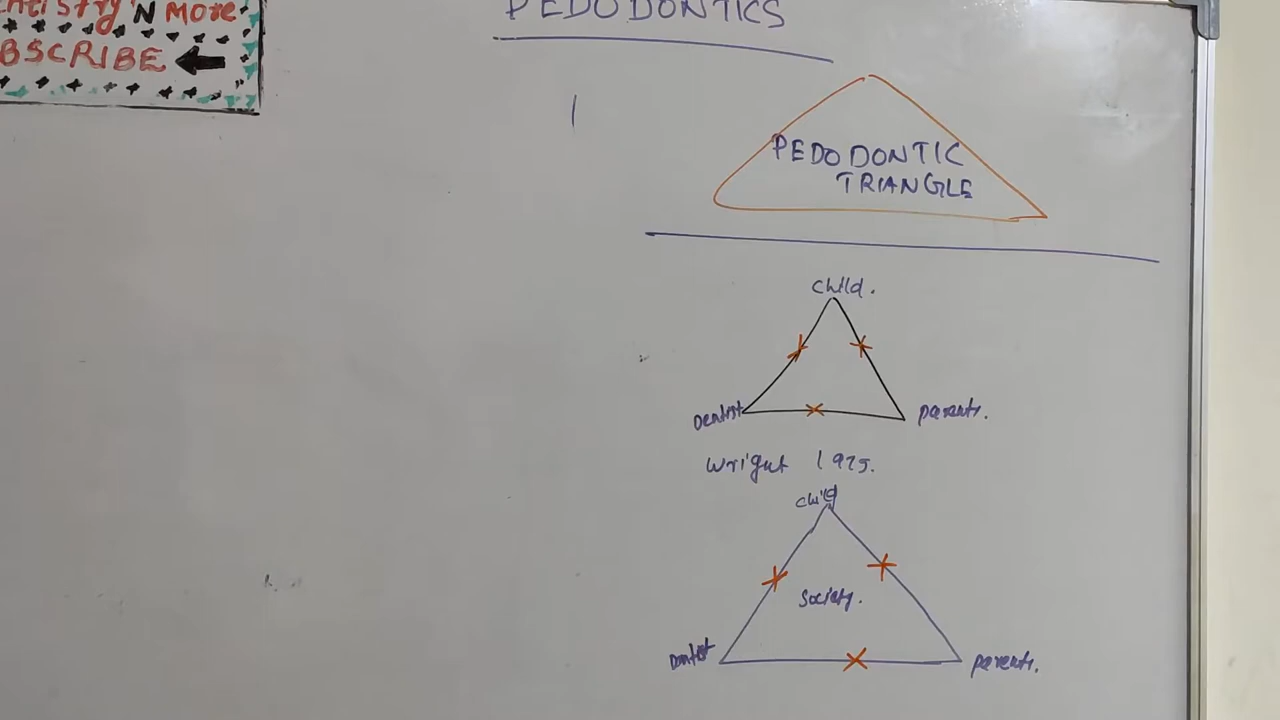 'N MoRe
BSCRIBE
PEDODONTICS
PEDODONTIC
TRIANGLE
child.
Dentist
parents.
Wright 1975.
child
Society.
Dentist
parents.